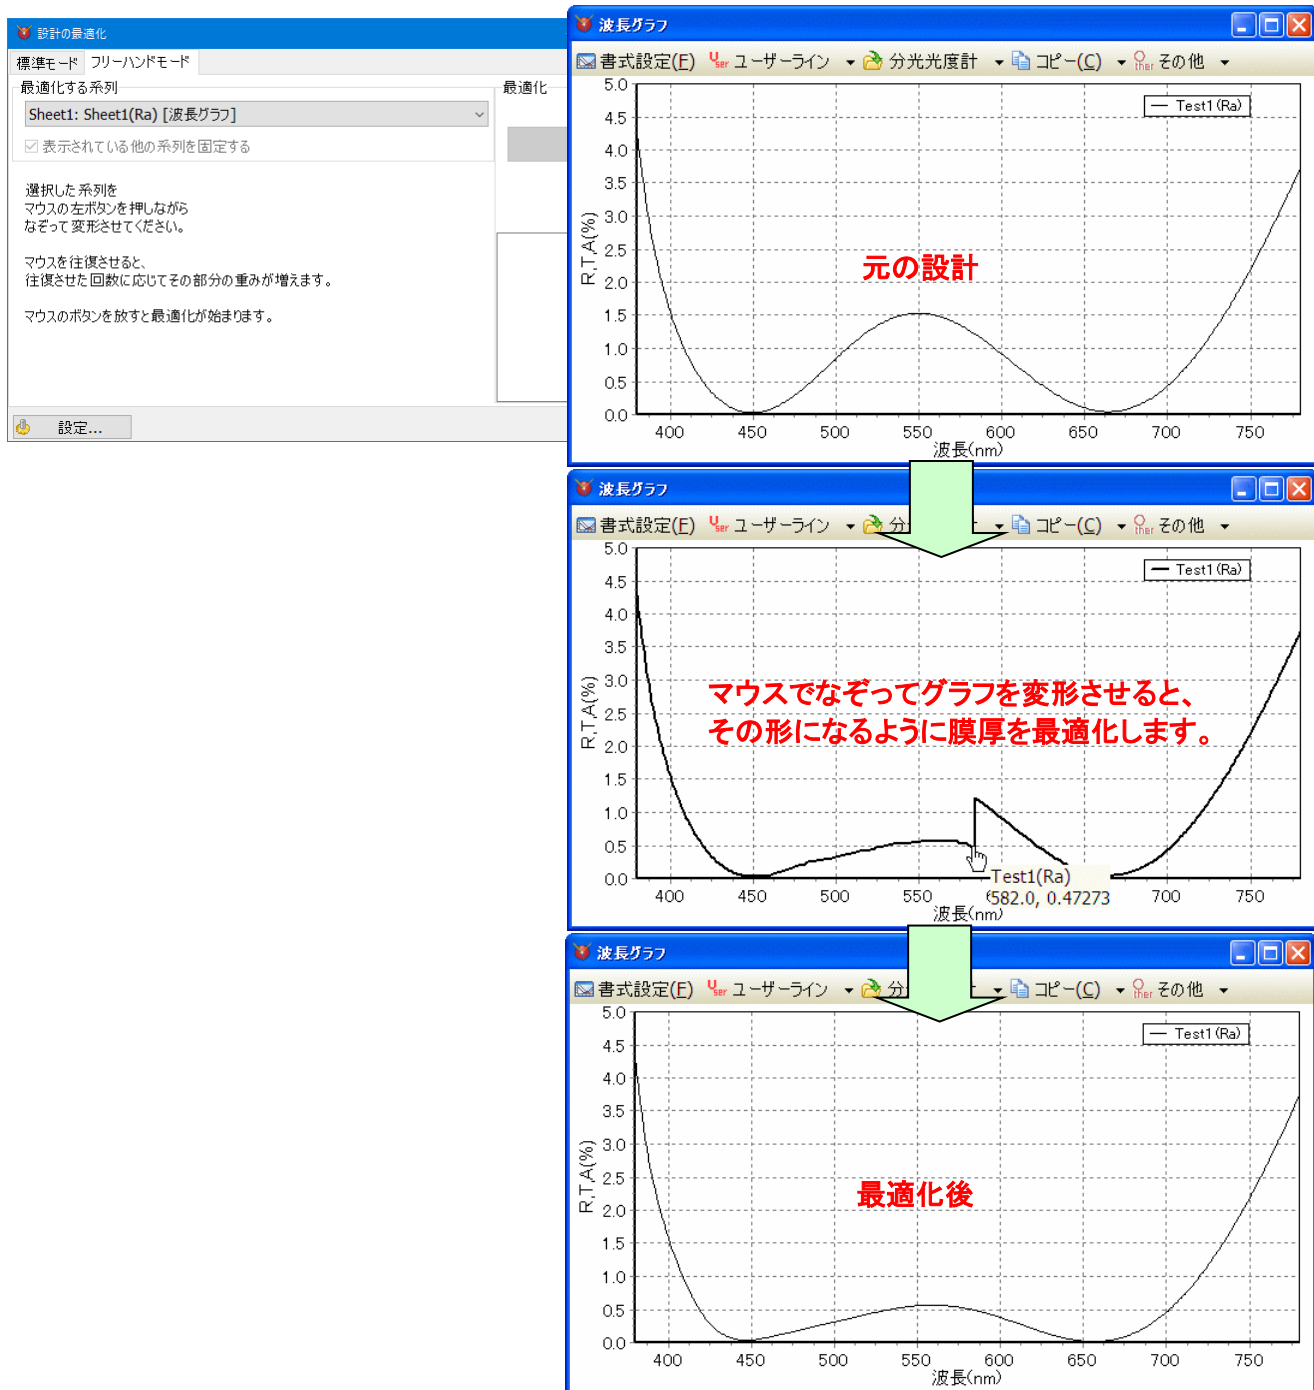 設計の最適化
標準モード フリーハンドモード
最適化する系列
Sheet1: Sheet1(Ra) [波長グラフ]
表示されている他の系列を固定する
選択した系列を
マウスの左ボタンを押しながら
なぞって変形させてください。
マウスを往復させると、
往復させた回数に応じてその部分の重みが増えます。
マウスのボタンを放すと最適化が始まります。
設定...
最適化
波長グラフ
書式設定(F) User ユーザーライン 分光光度計 コピー(C) Other その他
Test1(Ra)
5.0
4.5
4.0
3.5
3.0
2.5
2.0
1.5
1.0
0.5
0.0
R,T,A(%)
元の設計
400 450 500 550 600 650 700 750
波長(nm)
波長グラフ
書式設定(F) User ユーザーライン 分 コピー(C) Other その他
Test1(Ra)
5.0
4.5
4.0
3.5
3.0
2.5
2.0
1.5
1.0
0.5
0.0
R,T,A(%)
マウスでなぞってグラフを変形させると、
その形になるように膜厚を最適化します。
Test1(Ra)
582.0, 0.47273
400 450 500 550 650 700 750
波長(nm)
波長グラフ
書式設定(F) User ユーザーライン 分 コピー(C) Other その他
Test1(Ra)
5.0
4.5
4.0
3.5
3.0
2.5
2.0
1.5
1.0
0.5
0.0
R,T,A(%)
最適化後
400 450 500 550 600 650 700 750
波長(nm)